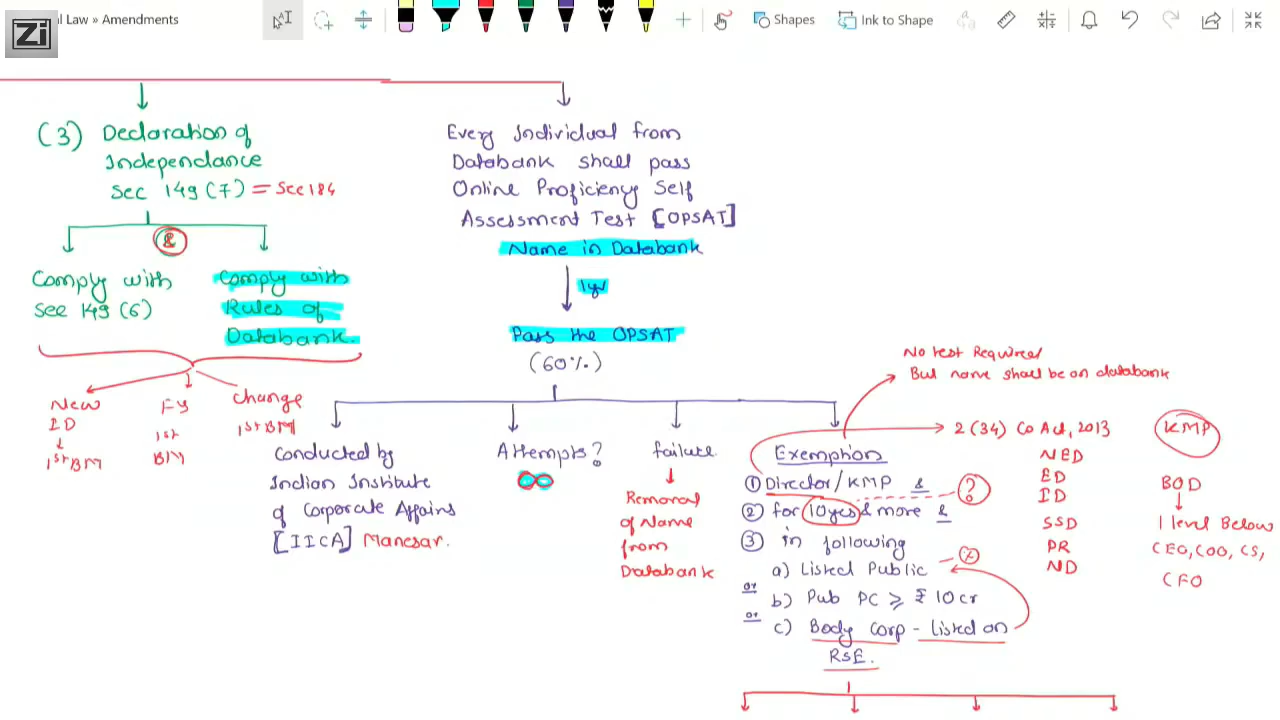 al Law » Amendments
Zi
Shapes
Ink to Shape
(3) Declaration of
Independance
Sec 149 (7) = Sec 184
&
Comply with
See 149 (6)
Comply with
Rules of
Databank.
New
ID
1st BM
FY
1st
BM
Change
1st BM
Every Individual from
Databank shall pass
Online Proficiency Self
Assessment Test [OPSAT]
Name in Databank
1yr
Pass the OPSAT
(60%)
Conducted by
Indian Institute
of Corporate Affairs
[IICA] Manesar.
Attempts?
∞
failure
Removal
of Name
from
Databank
No test Required
But name shall be on databank
Exemption
① Director/KMP &
② for 10yes & more &
③ in following
a) Listed Public
or b) Pub PC ≥ ₹ 10cr
or c) Body Corp - listed on
RSE.
?
2 (34) Co Act, 2013
NED
ED
ID
SSD
PR
ND
KMP
BOD
1 level Below
CEO, COO, CS,
CFO